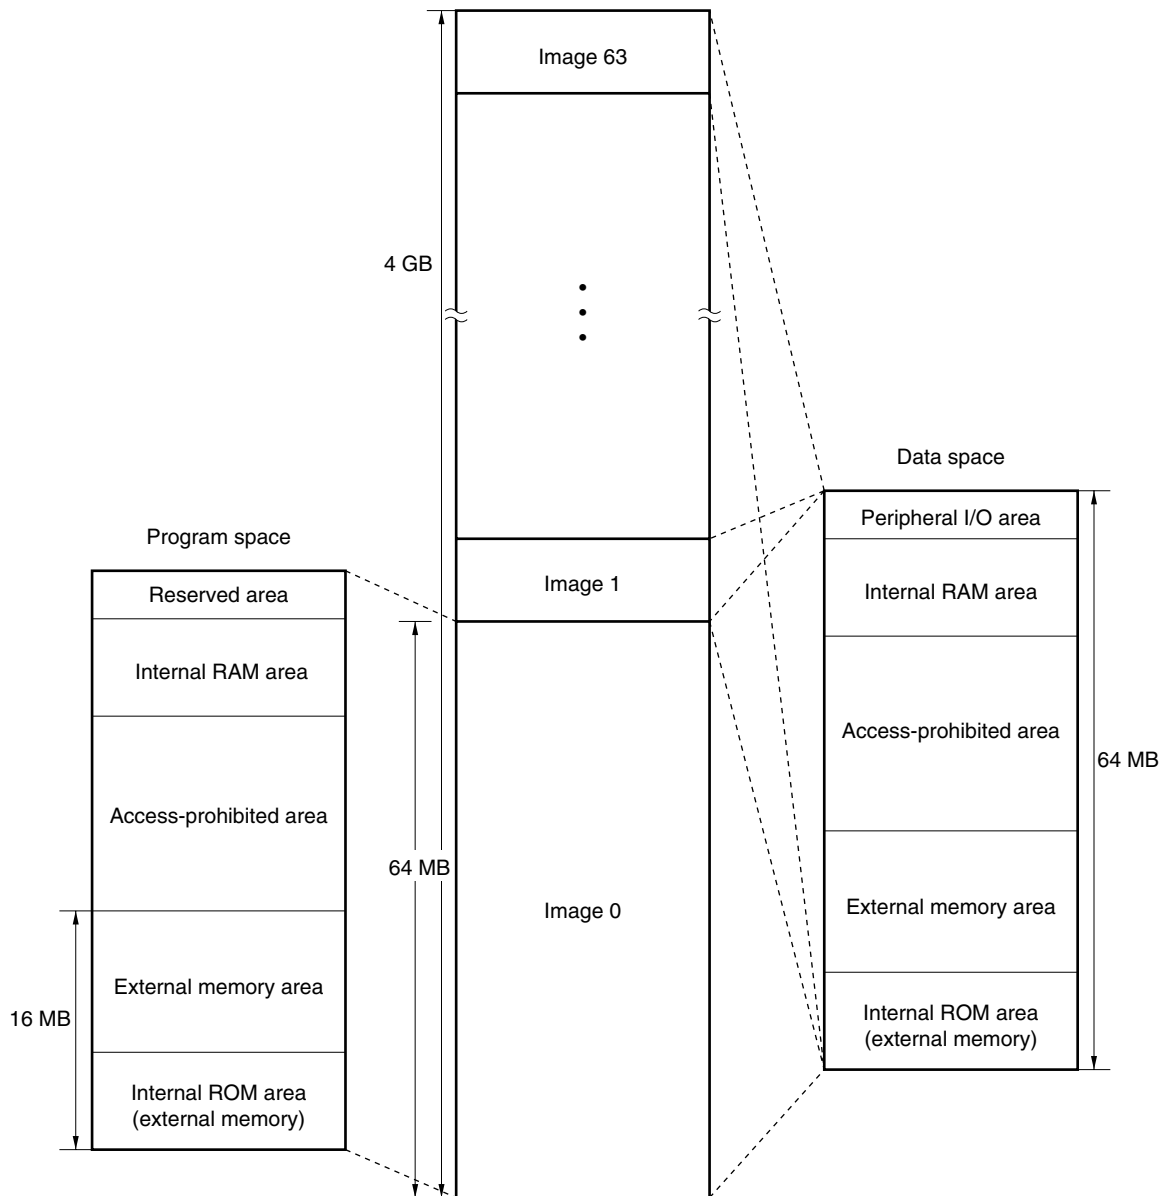 Image 63
4 GB
Data space
Peripheral I/O area
Program space
Image 1
Internal RAM area
Reserved area
Internal RAM area
Access-prohibited area
64 MB
Access-prohibited area
64 MB
Image 0
External memory area
External memory area
16 MB
Internal ROM area
(external memory)
Internal ROM area
(external memory)